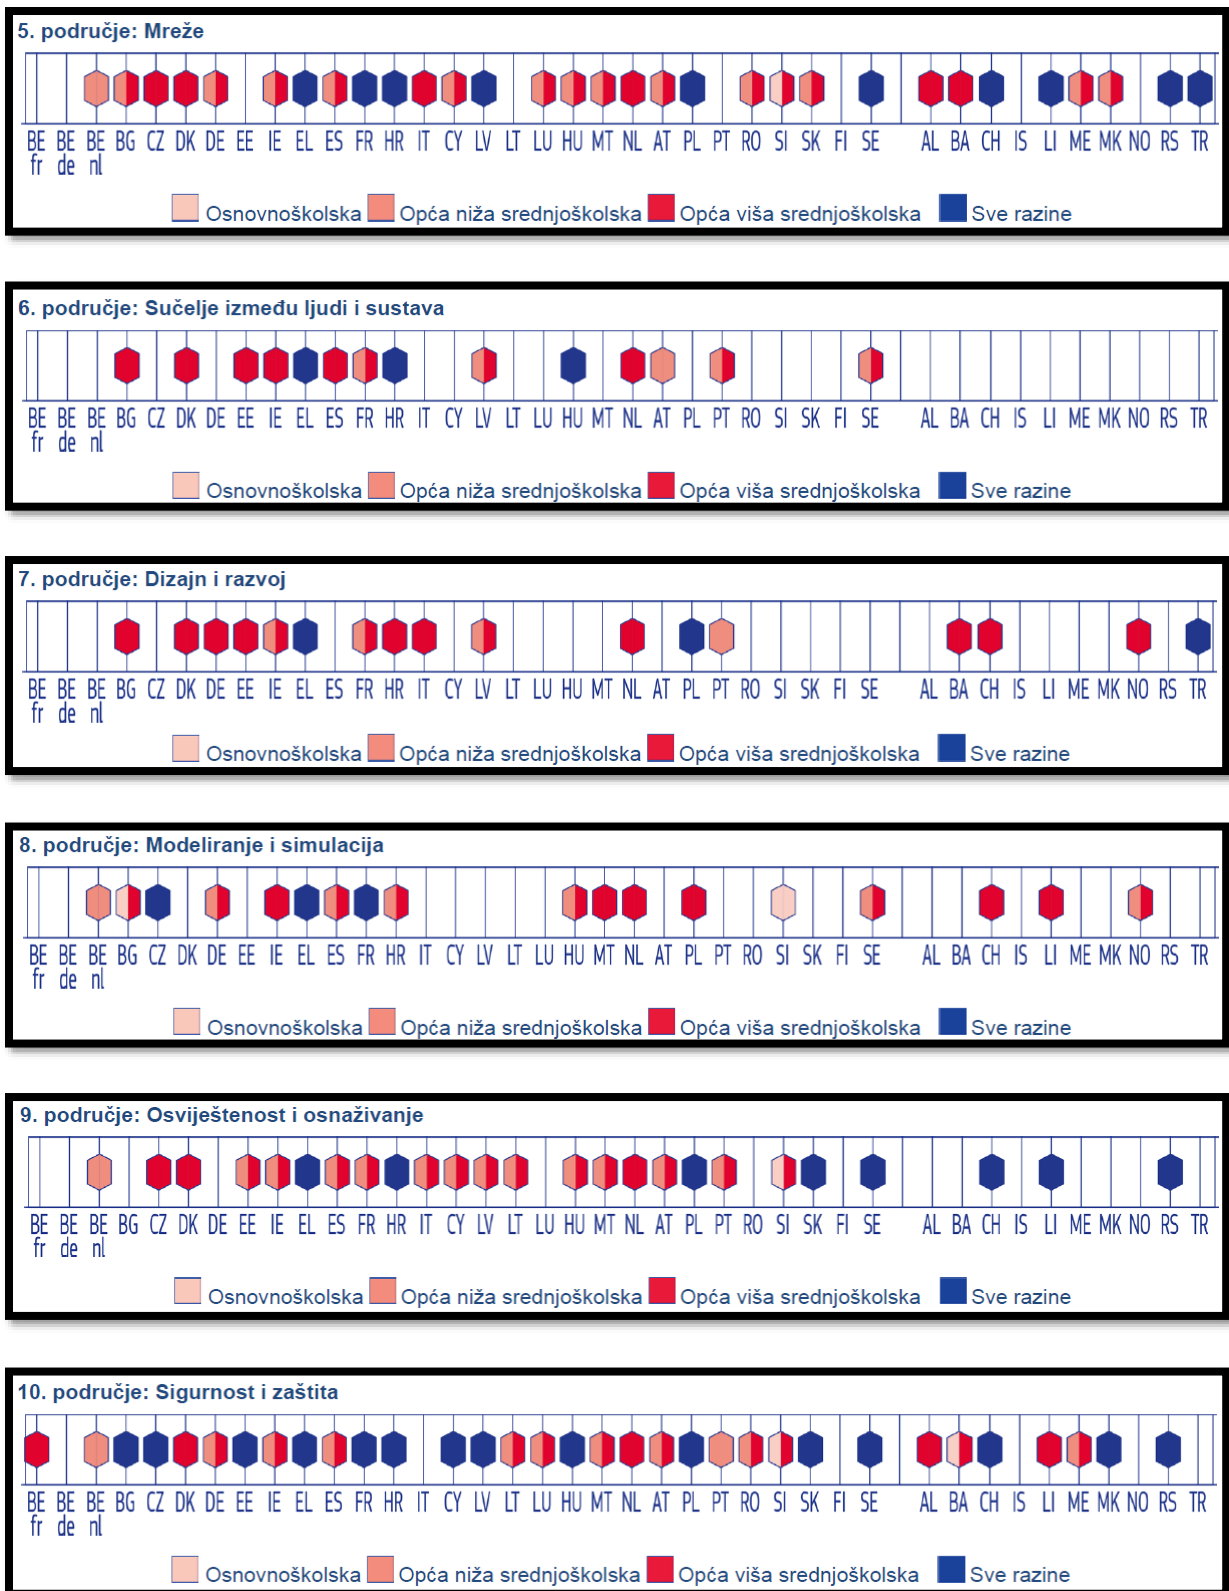 5. područje: Mreže
BE BE BE BG CZ DK DE EE IE EL ES FR HR IT CY LV LT LU HU MT NL AT PL PT RO SI SK FI SE AL BA CH IS LI ME MK NO RS TR
fr de nl
Osnovnoškolska Opća niža srednjoškolska Opća viša srednjoškolska Sve razine
6. područje: Sučelje između ljudi i sustava
BE BE BE BG CZ DK DE EE IE EL ES FR HR IT CY LV LT LU HU MT NL AT PL PT RO SI SK FI SE AL BA CH IS LI ME MK NO RS TR
fr de nl
Osnovnoškolska Opća niža srednjoškolska Opća viša srednjoškolska Sve razine
7. područje: Dizajn i razvoj
BE BE BE BG CZ DK DE EE IE EL ES FR HR IT CY LV LT LU HU MT NL AT PL PT RO SI SK FI SE AL BA CH IS LI ME MK NO RS TR
fr de nl
Osnovnoškolska Opća niža srednjoškolska Opća viša srednjoškolska Sve razine
8. područje: Modeliranje i simulacija
BE BE BE BG CZ DK DE EE IE EL ES FR HR IT CY LV LT LU HU MT NL AT PL PT RO SI SK FI SE AL BA CH IS LI ME MK NO RS TR
fr de nl
Osnovnoškolska Opća niža srednjoškolska Opća viša srednjoškolska Sve razine
9. područje: Osviještenost i osnaživanje
BE BE BE BG CZ DK DE EE IE EL ES FR HR IT CY LV LT LU HU MT NL AT PL PT RO SI SK FI SE AL BA CH IS LI ME MK NO RS TR
fr de nl
Osnovnoškolska Opća niža srednjoškolska Opća viša srednjoškolska Sve razine
10. područje: Sigurnost i zaštita
BE BE BE BG CZ DK DE EE IE EL ES FR HR IT CY LV LT LU HU MT NL AT PL PT RO SI SK FI SE AL BA CH IS LI ME MK NO RS TR
fr de nl
Osnovnoškolska Opća niža srednjoškolska Opća viša srednjoškolska Sve razine